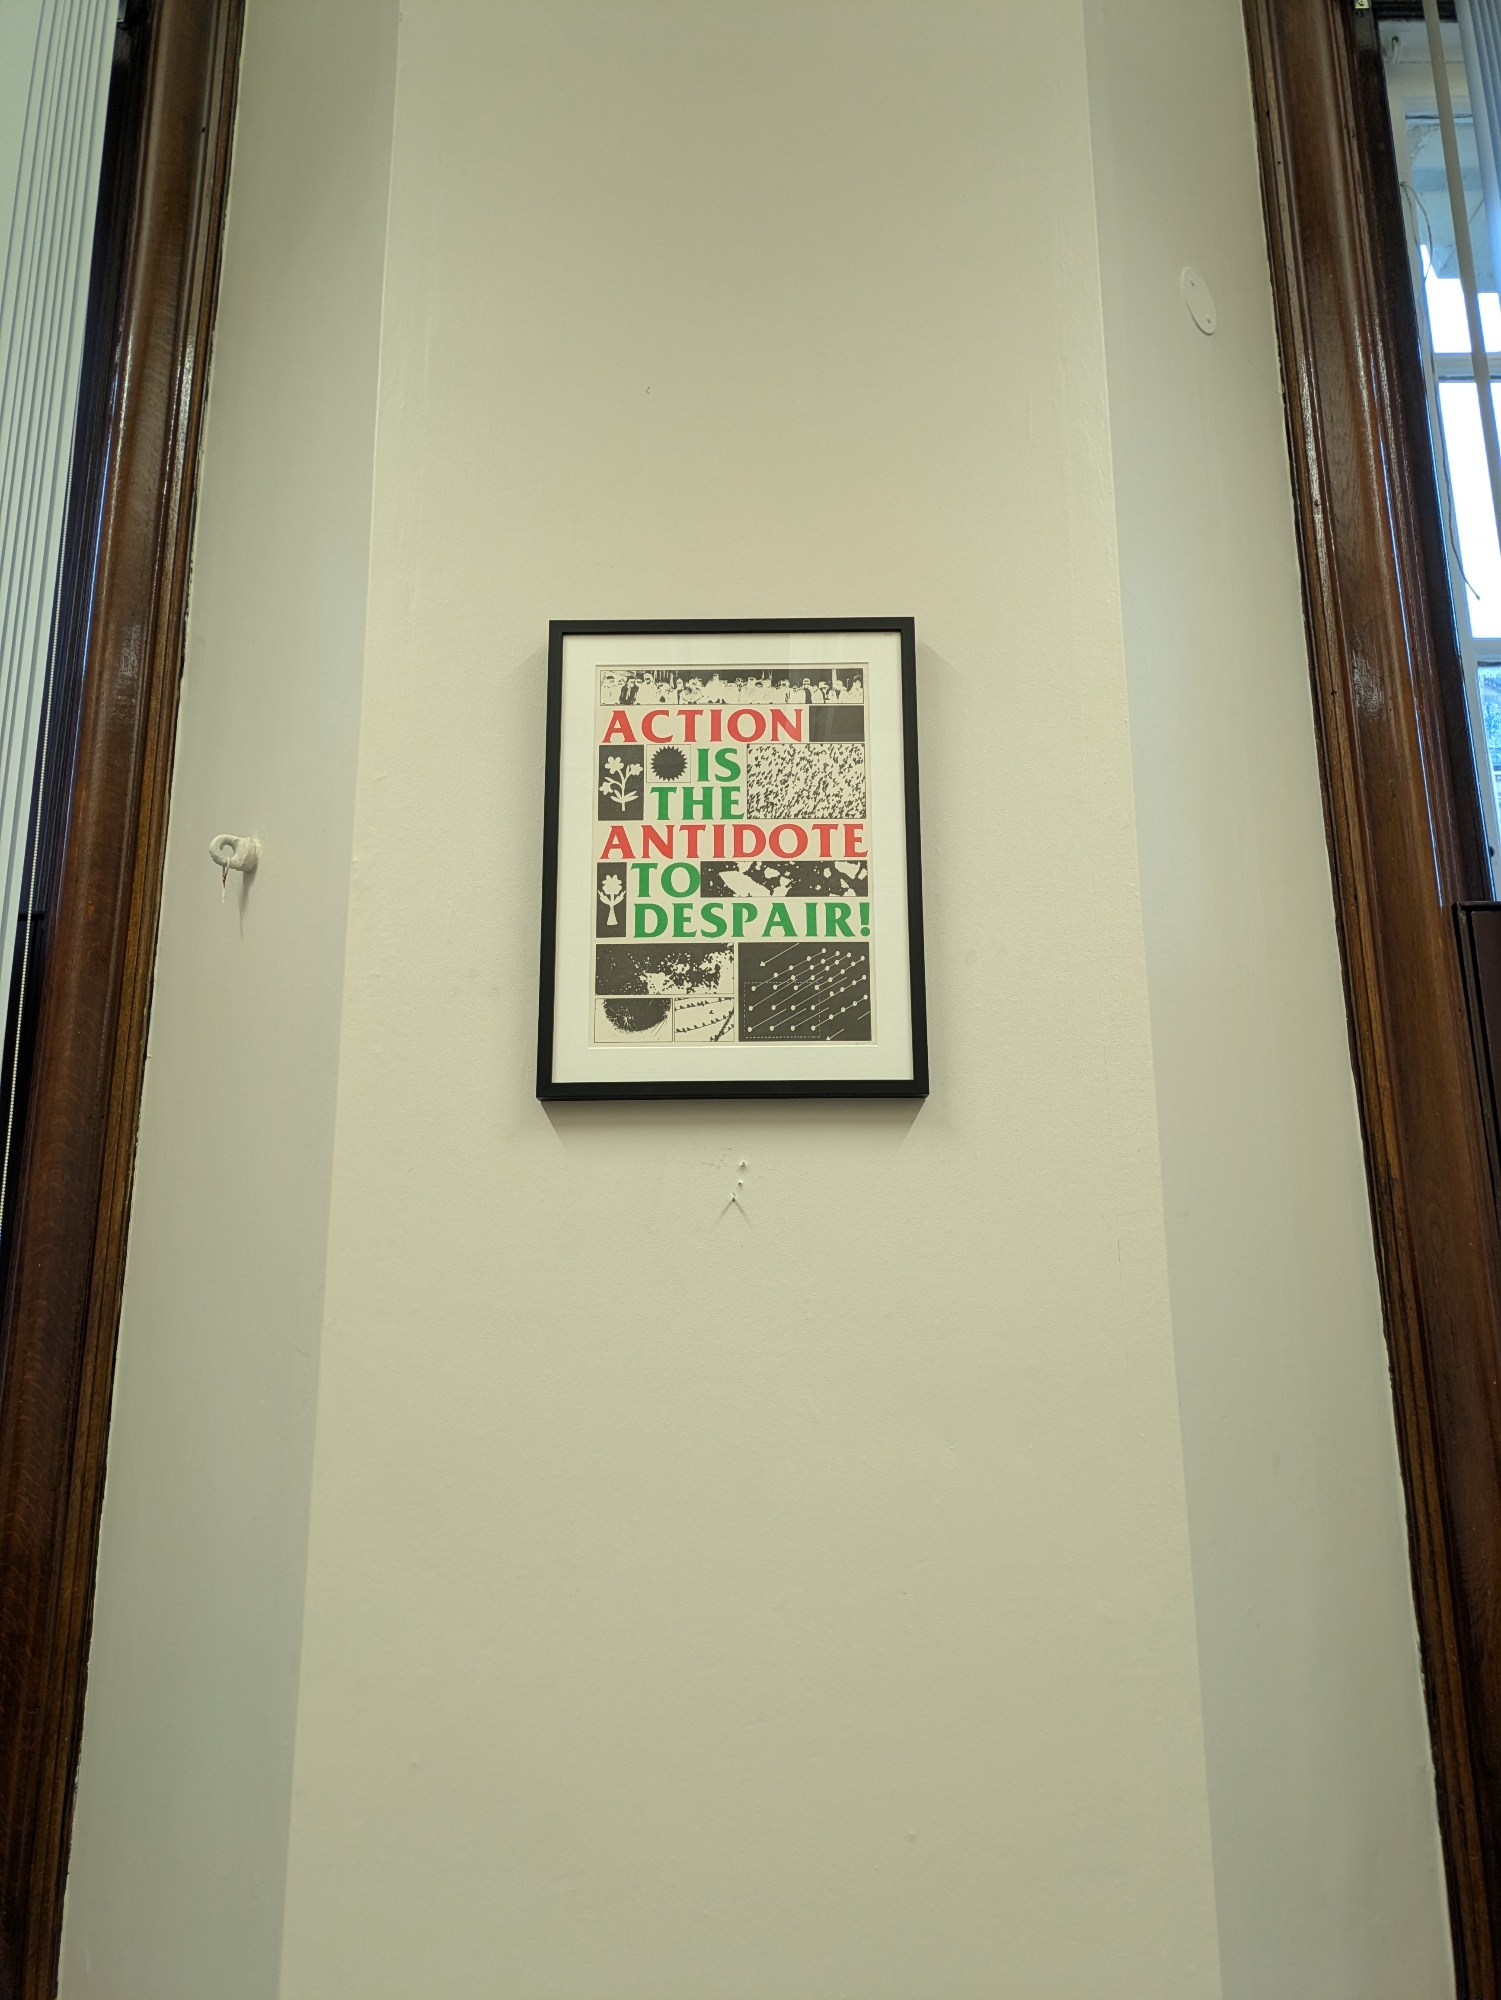 ACTION
IS
THE
ANTIDOTE
TO
DESPAIR!